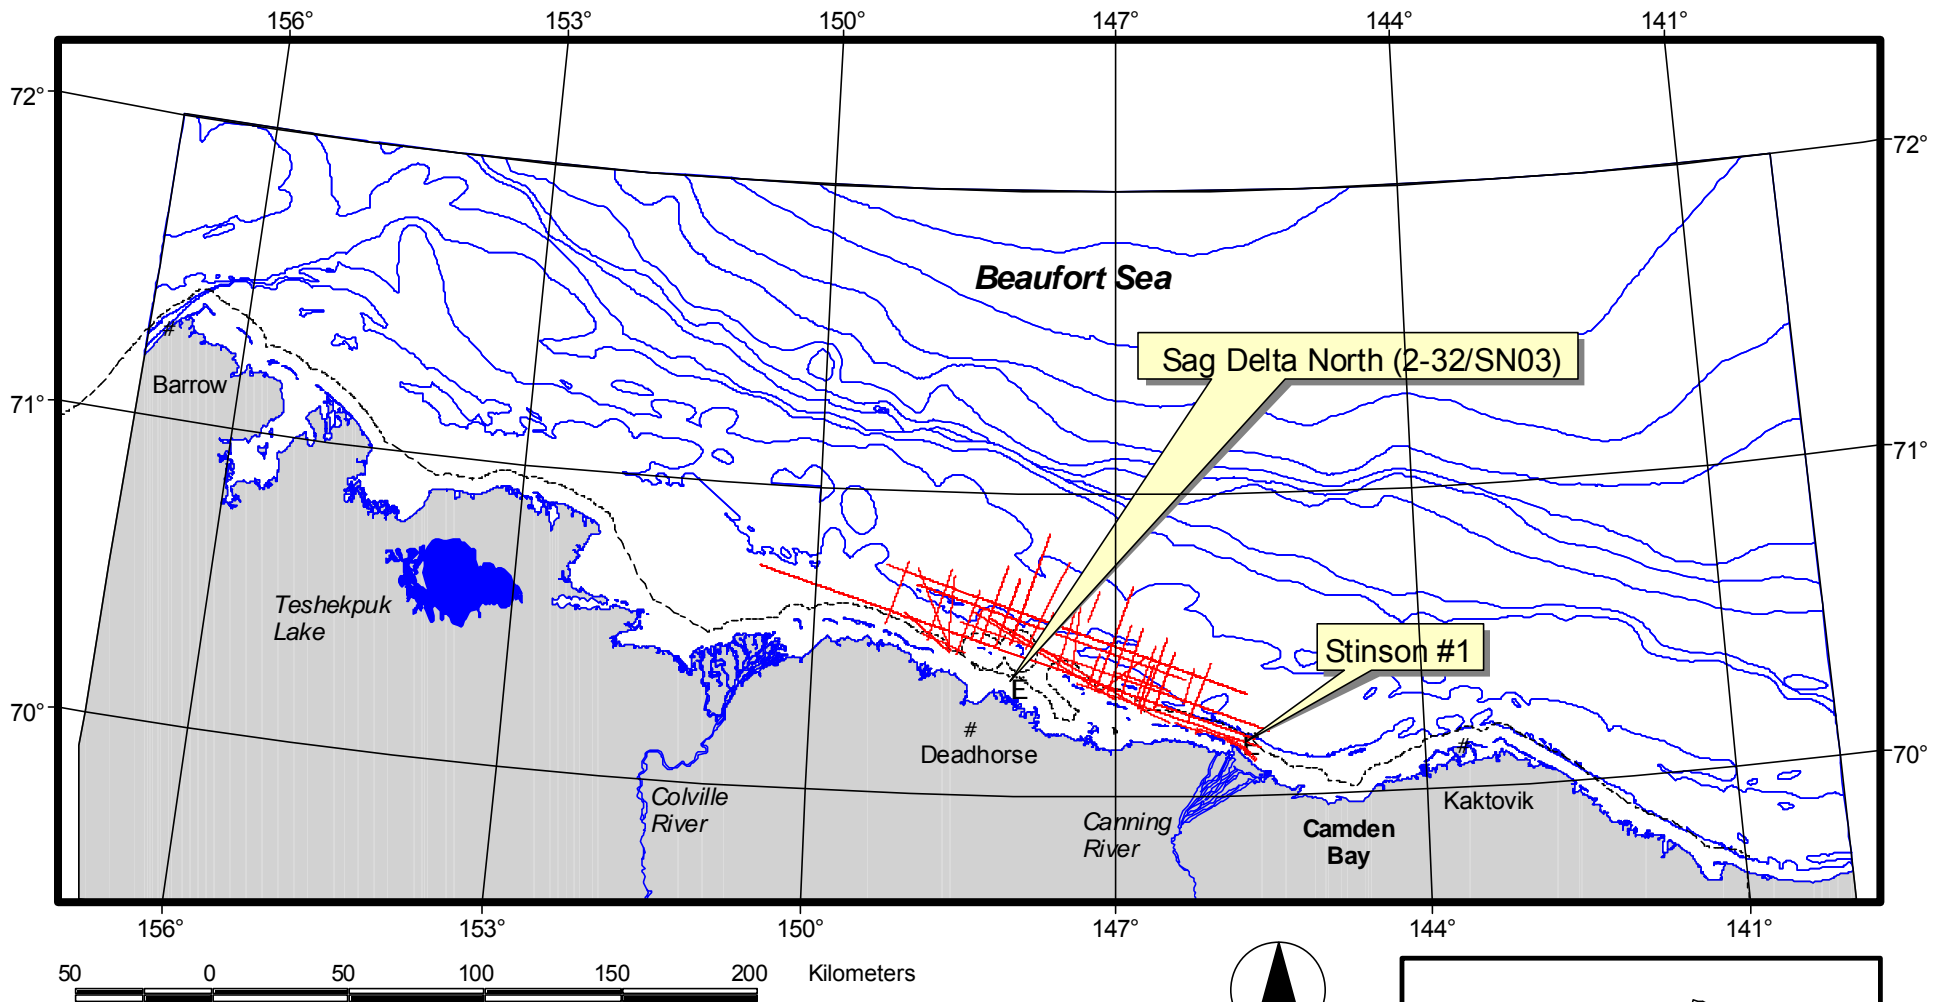 156° 153° 150° 147° 144° 141°
72°
72°
Beaufort Sea
Sag Delta North (2-32/SN03)
#
Barrow
71°
71°
Teshekpuk
Lake
Stinson #1
E
70°
#
Deadhorse
#
70°
Colville
River
Canning
River
Kaktovik
Camden
Bay
156° 153° 150° 147° 144° 141°
50 0 50 100 150 200 Kilometers